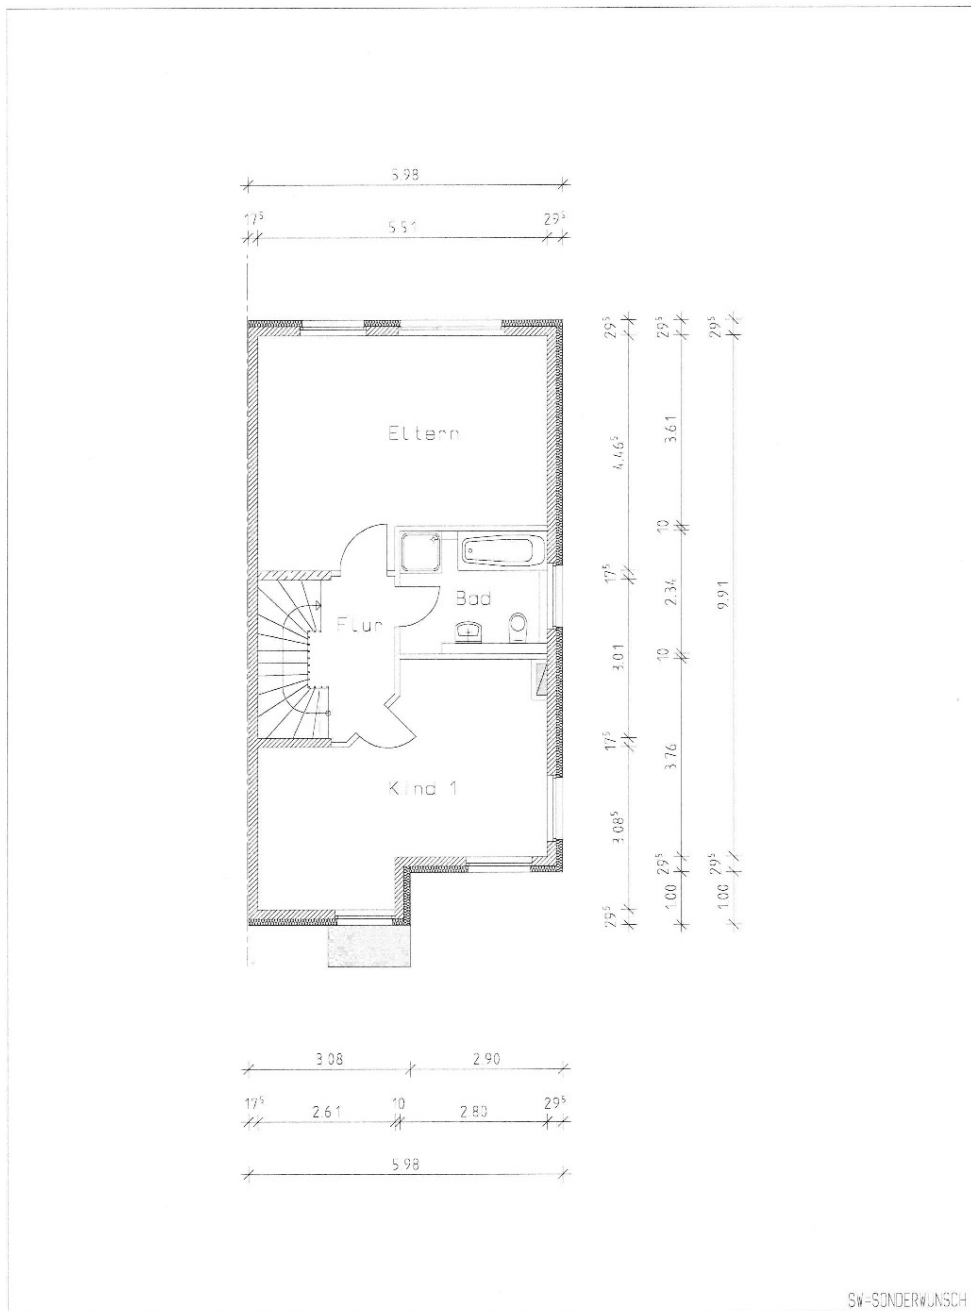 5.98
17⁵ 5.51 29⁵
29⁵ 29⁵ 29⁵
Eltern
4.46⁵ 3.61
10
17⁵ 2.34 9.91
Bad
Flur
3.01 10
17⁵ 3.76
Kind 1
3.08⁵
29⁵ 29⁵
29⁵ 1.00 1.00
3.08 2.90
17⁵ 2.61 10 2.80 29⁵
5.98
SW=SONDERWUNSCH